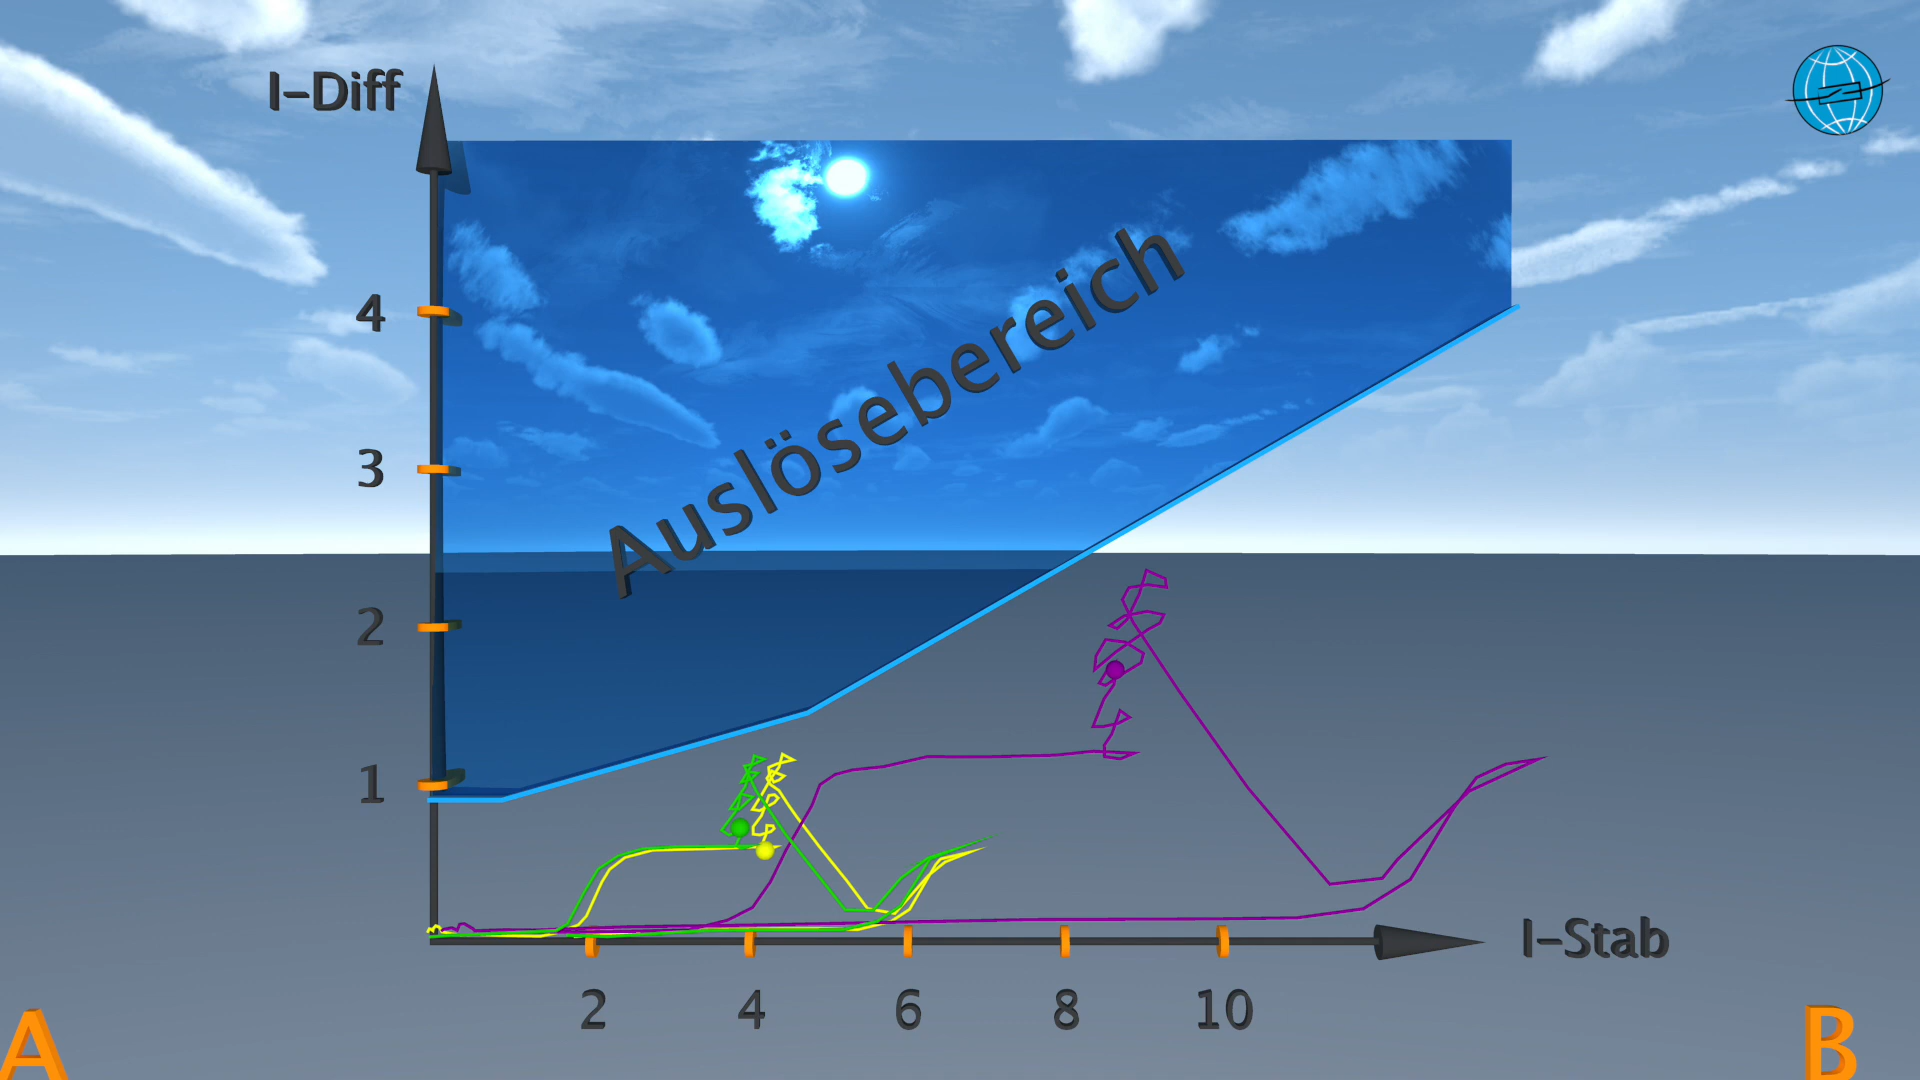 I-Diff
Auslösebereich
4
3
2
1
I-Stab
2 4 6 8 10
A B